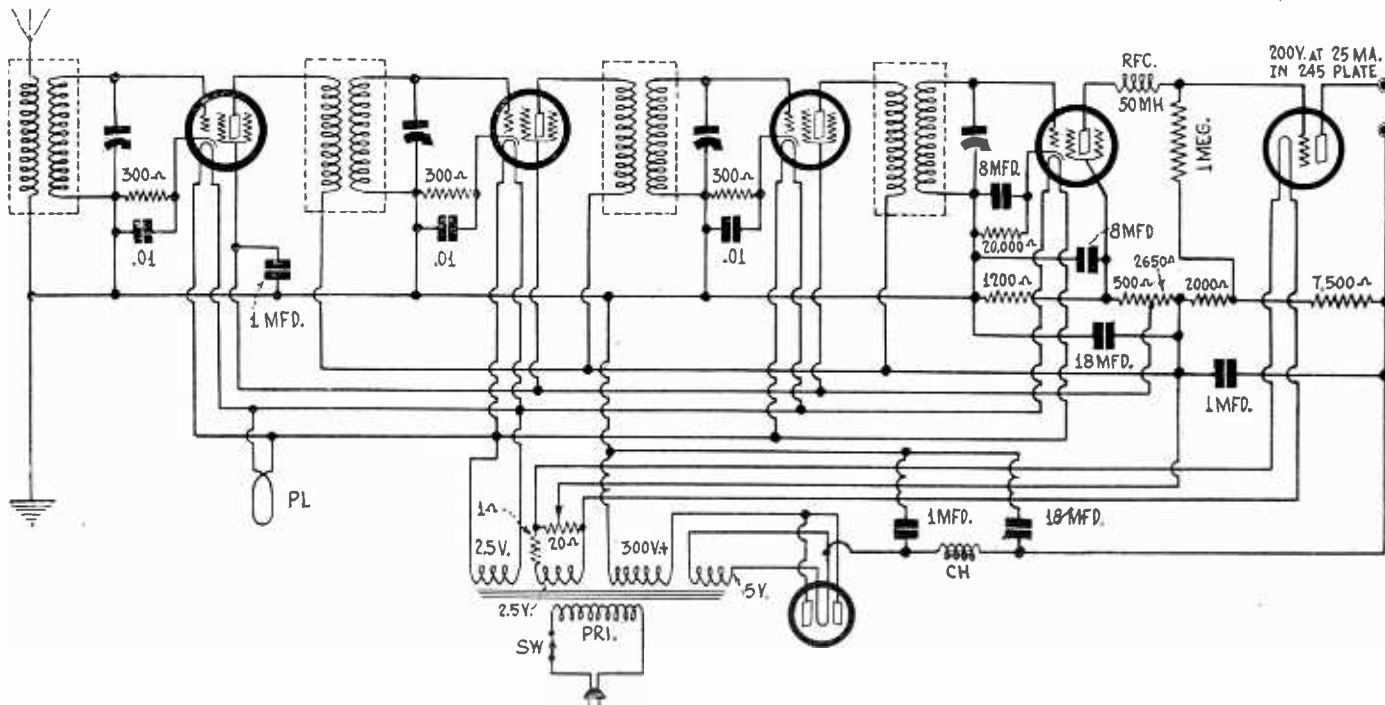 200V. AT 25 MA.
IN 245 PLATE
RFC.
50MH
1 MEG.
300Ω
.01
1 MFD.
300Ω
.01
300Ω
.01
8MFD.
20,000Ω
8MFD
2650Ω
1200Ω
500Ω
2000Ω
7,500Ω
18MFD.
1MFD.
PL
1Ω
20Ω
2.5V.
300V.+
5V.
2.5V.
PRI.
SW
1MFD.
18MFD.
CH